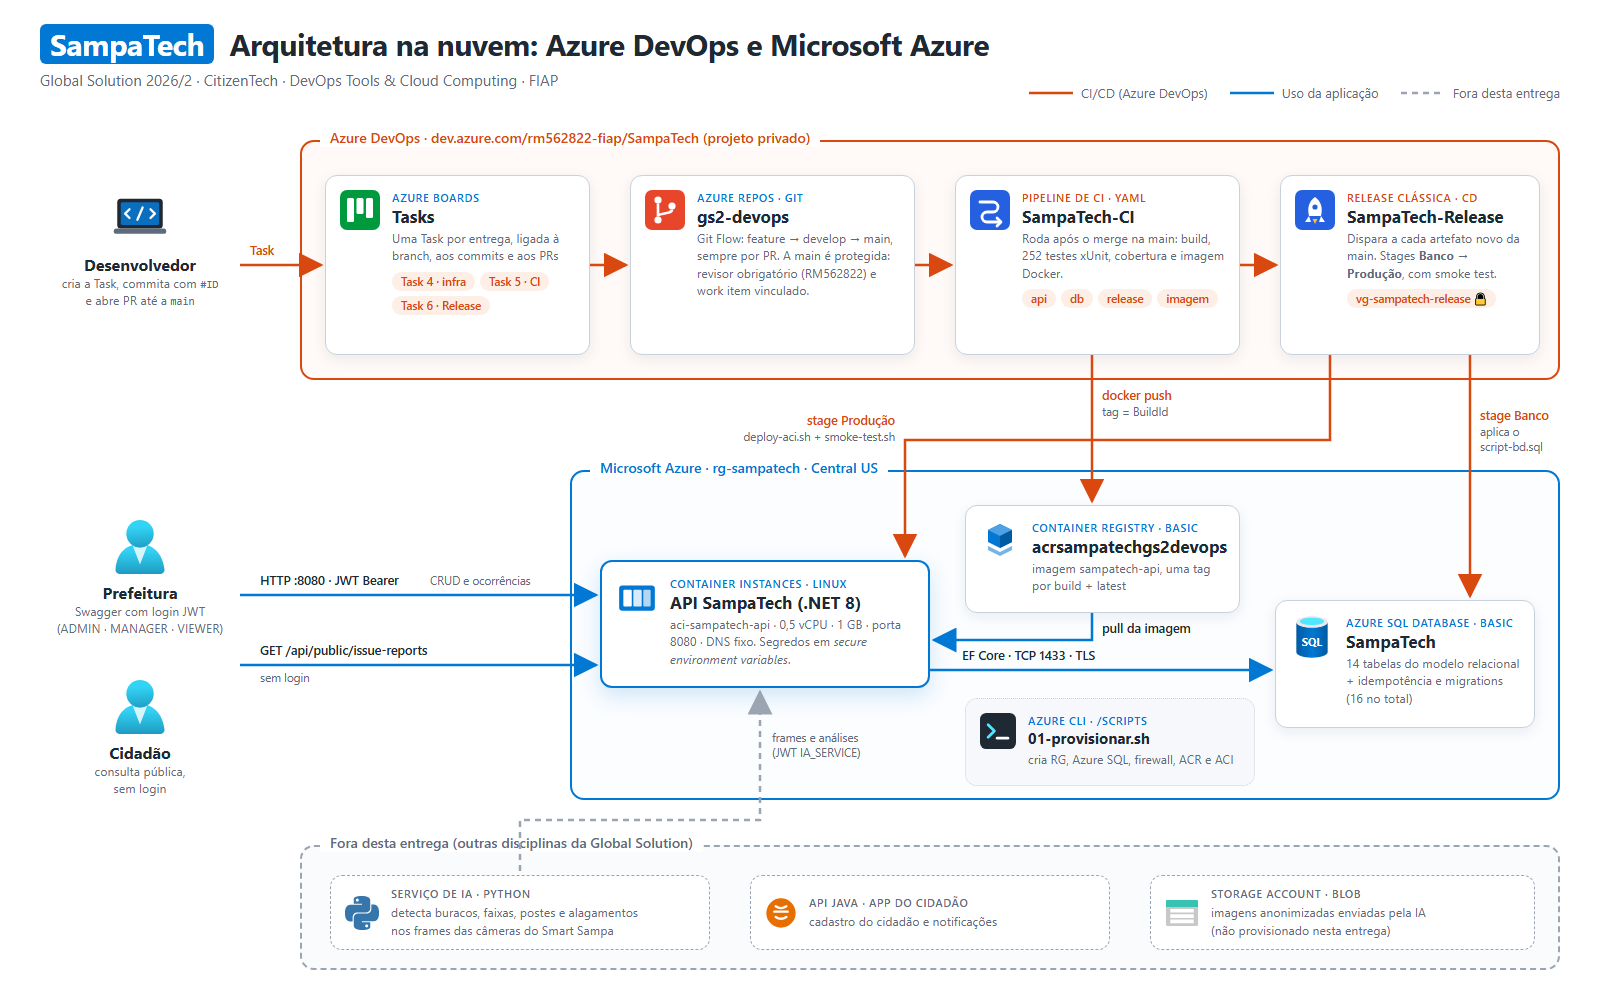 SampaTech Arquitetura na nuvem: Azure DevOps e Microsoft Azure
Global Solution 2026/2 · CitizenTech · DevOps Tools & Cloud Computing · FIAP
CI/CD (Azure DevOps)
Uso da aplicação
Fora desta entrega
Azure DevOps · dev.azure.com/rm562822-fiap/SampaTech (projeto privado)
Desenvolvedor
cria a Task, commita com #ID
e abre PR até a main
Task
AZURE BOARDS
Tasks
Uma Task por entrega, ligada à
branch, aos commits e aos PRs
Task 4 · infra
Task 5 · CI
Task 6 · Release
AZURE REPOS · GIT
gs2-devops
Git Flow: feature → develop → main,
sempre por PR. A main é protegida:
revisor obrigatório (RM562822) e
work item vinculado.
PIPELINE DE CI · YAML
SampaTech-CI
Roda após o merge na main: build,
252 testes xUnit, cobertura e imagem
Docker.
api
db
release
imagem
RELEASE CLÁSSICA · CD
SampaTech-Release
Dispara a cada artefato novo da
main. Stages Banco →
Produção, com smoke test.
vg-sampatech-release
stage Produção
deploy-aci.sh + smoke-test.sh
docker push
tag = BuildId
stage Banco
aplica o
script-bd.sql
Microsoft Azure · rg-sampatech · Central US
Prefeitura
Swagger com login JWT
(ADMIN · MANAGER · VIEWER)
HTTP :8080 · JWT Bearer
CRUD e ocorrências
GET /api/public/issue-reports
sem login
Cidadão
consulta pública,
sem login
CONTAINER INSTANCES · LINUX
API SampaTech (.NET 8)
aci-sampatech-api · 0,5 vCPU · 1 GB · porta
8080 · DNS fixo. Segredos em secure
environment variables.
CONTAINER REGISTRY · BASIC
acrsampatechgs2devops
imagem sampatech-api, uma tag
por build + latest
pull da imagem
EF Core · TCP 1433 · TLS
AZURE SQL DATABASE · BASIC
SQL
SampaTech
14 tabelas do modelo relacional
+ idempotência e migrations
(16 no total)
AZURE CLI · /SCRIPTS
01-provisionar.sh
cria RG, Azure SQL, firewall, ACR e ACI
frames e análises
(JWT IA_SERVICE)
Fora desta entrega (outras disciplinas da Global Solution)
SERVIÇO DE IA · PYTHON
detecta buracos, faixas, postes e alagamentos
nos frames das câmeras do Smart Sampa
API JAVA · APP DO CIDADÃO
cadastro do cidadão e notificações
STORAGE ACCOUNT · BLOB
imagens anonimizadas enviadas pela IA
(não provisionado nesta entrega)